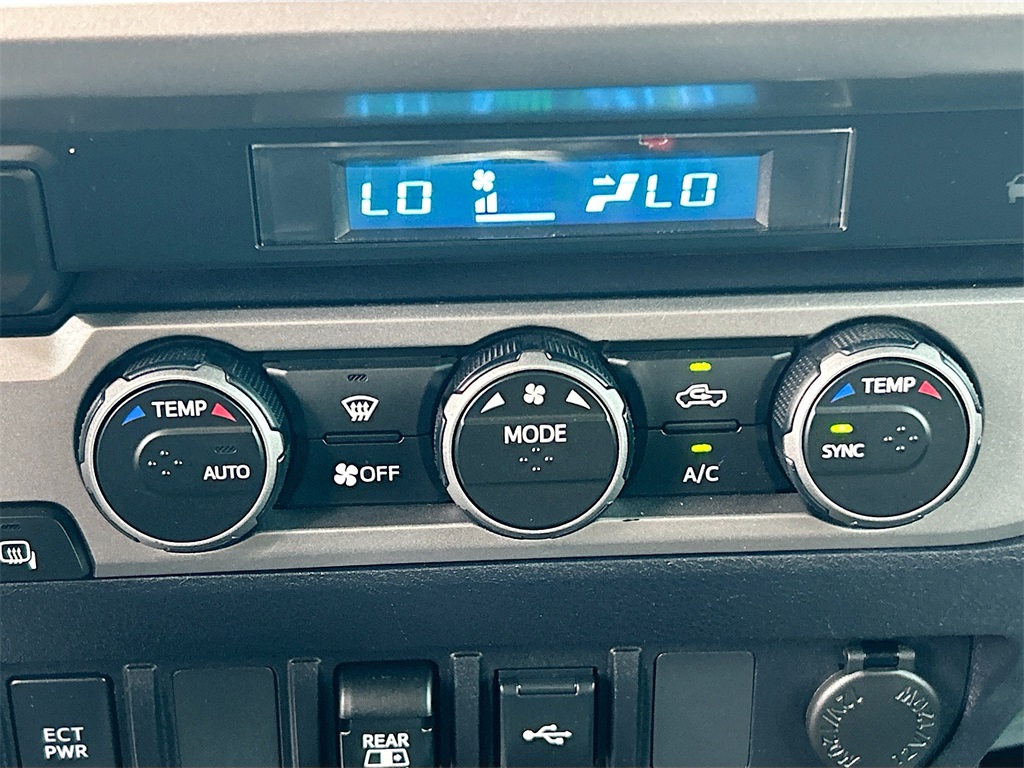 LO LO
TEMP TEMP
AUTO OFF MODE A/C SYNC
ECT
PWR
REAR